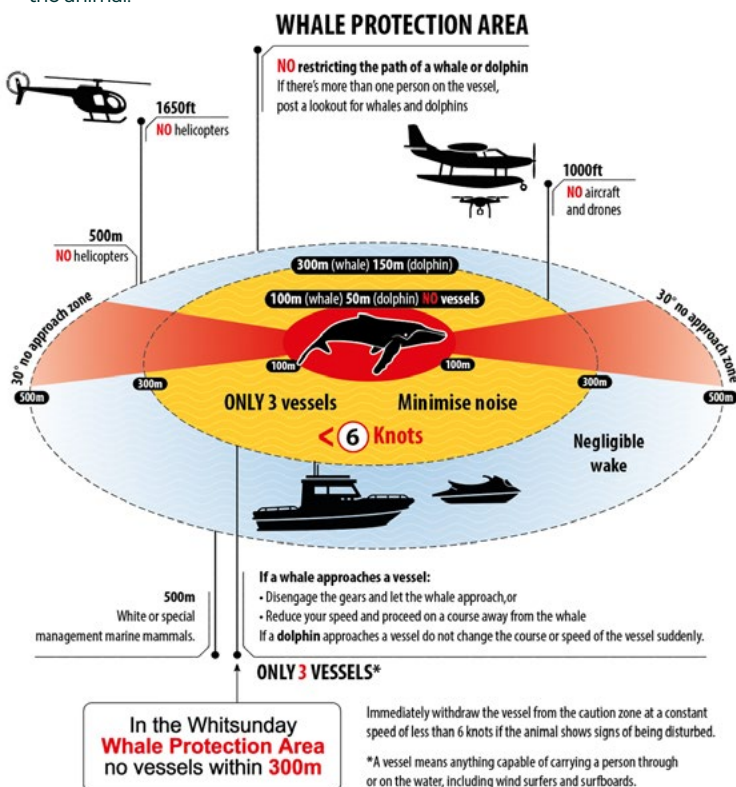 the animal.
WHALE PROTECTION AREA
NO restricting the path of a whale or dolphin
If there's more than one person on the vessel,
post a lookout for whales and dolphins
1650ft
NO helicopters
1000ft
NO aircraft
and drones
500m
NO helicopters
300m (whale) 150m (dolphin)
100m (whale) 50m (dolphin) NO vessels
30° no approach zone
30° no approach zone
100m
100m
300m
300m
500m
500m
ONLY 3 vessels
Minimise noise
< 6 Knots
Negligible
wake
500m
White or special
management marine mammals.
If a whale approaches a vessel:
• Disengage the gears and let the whale approach,or
• Reduce your speed and proceed on a course away from the whale
If a dolphin approaches a vessel do not change the course or speed of the vessel suddenly.
ONLY 3 VESSELS*
In the Whitsunday
Whale Protection Area
no vessels within 300m
Immediately withdraw the vessel from the caution zone at a constant
speed of less than 6 knots if the animal shows signs of being disturbed.
*A vessel means anything capable of carrying a person through
or on the water, including wind surfers and surfboards.